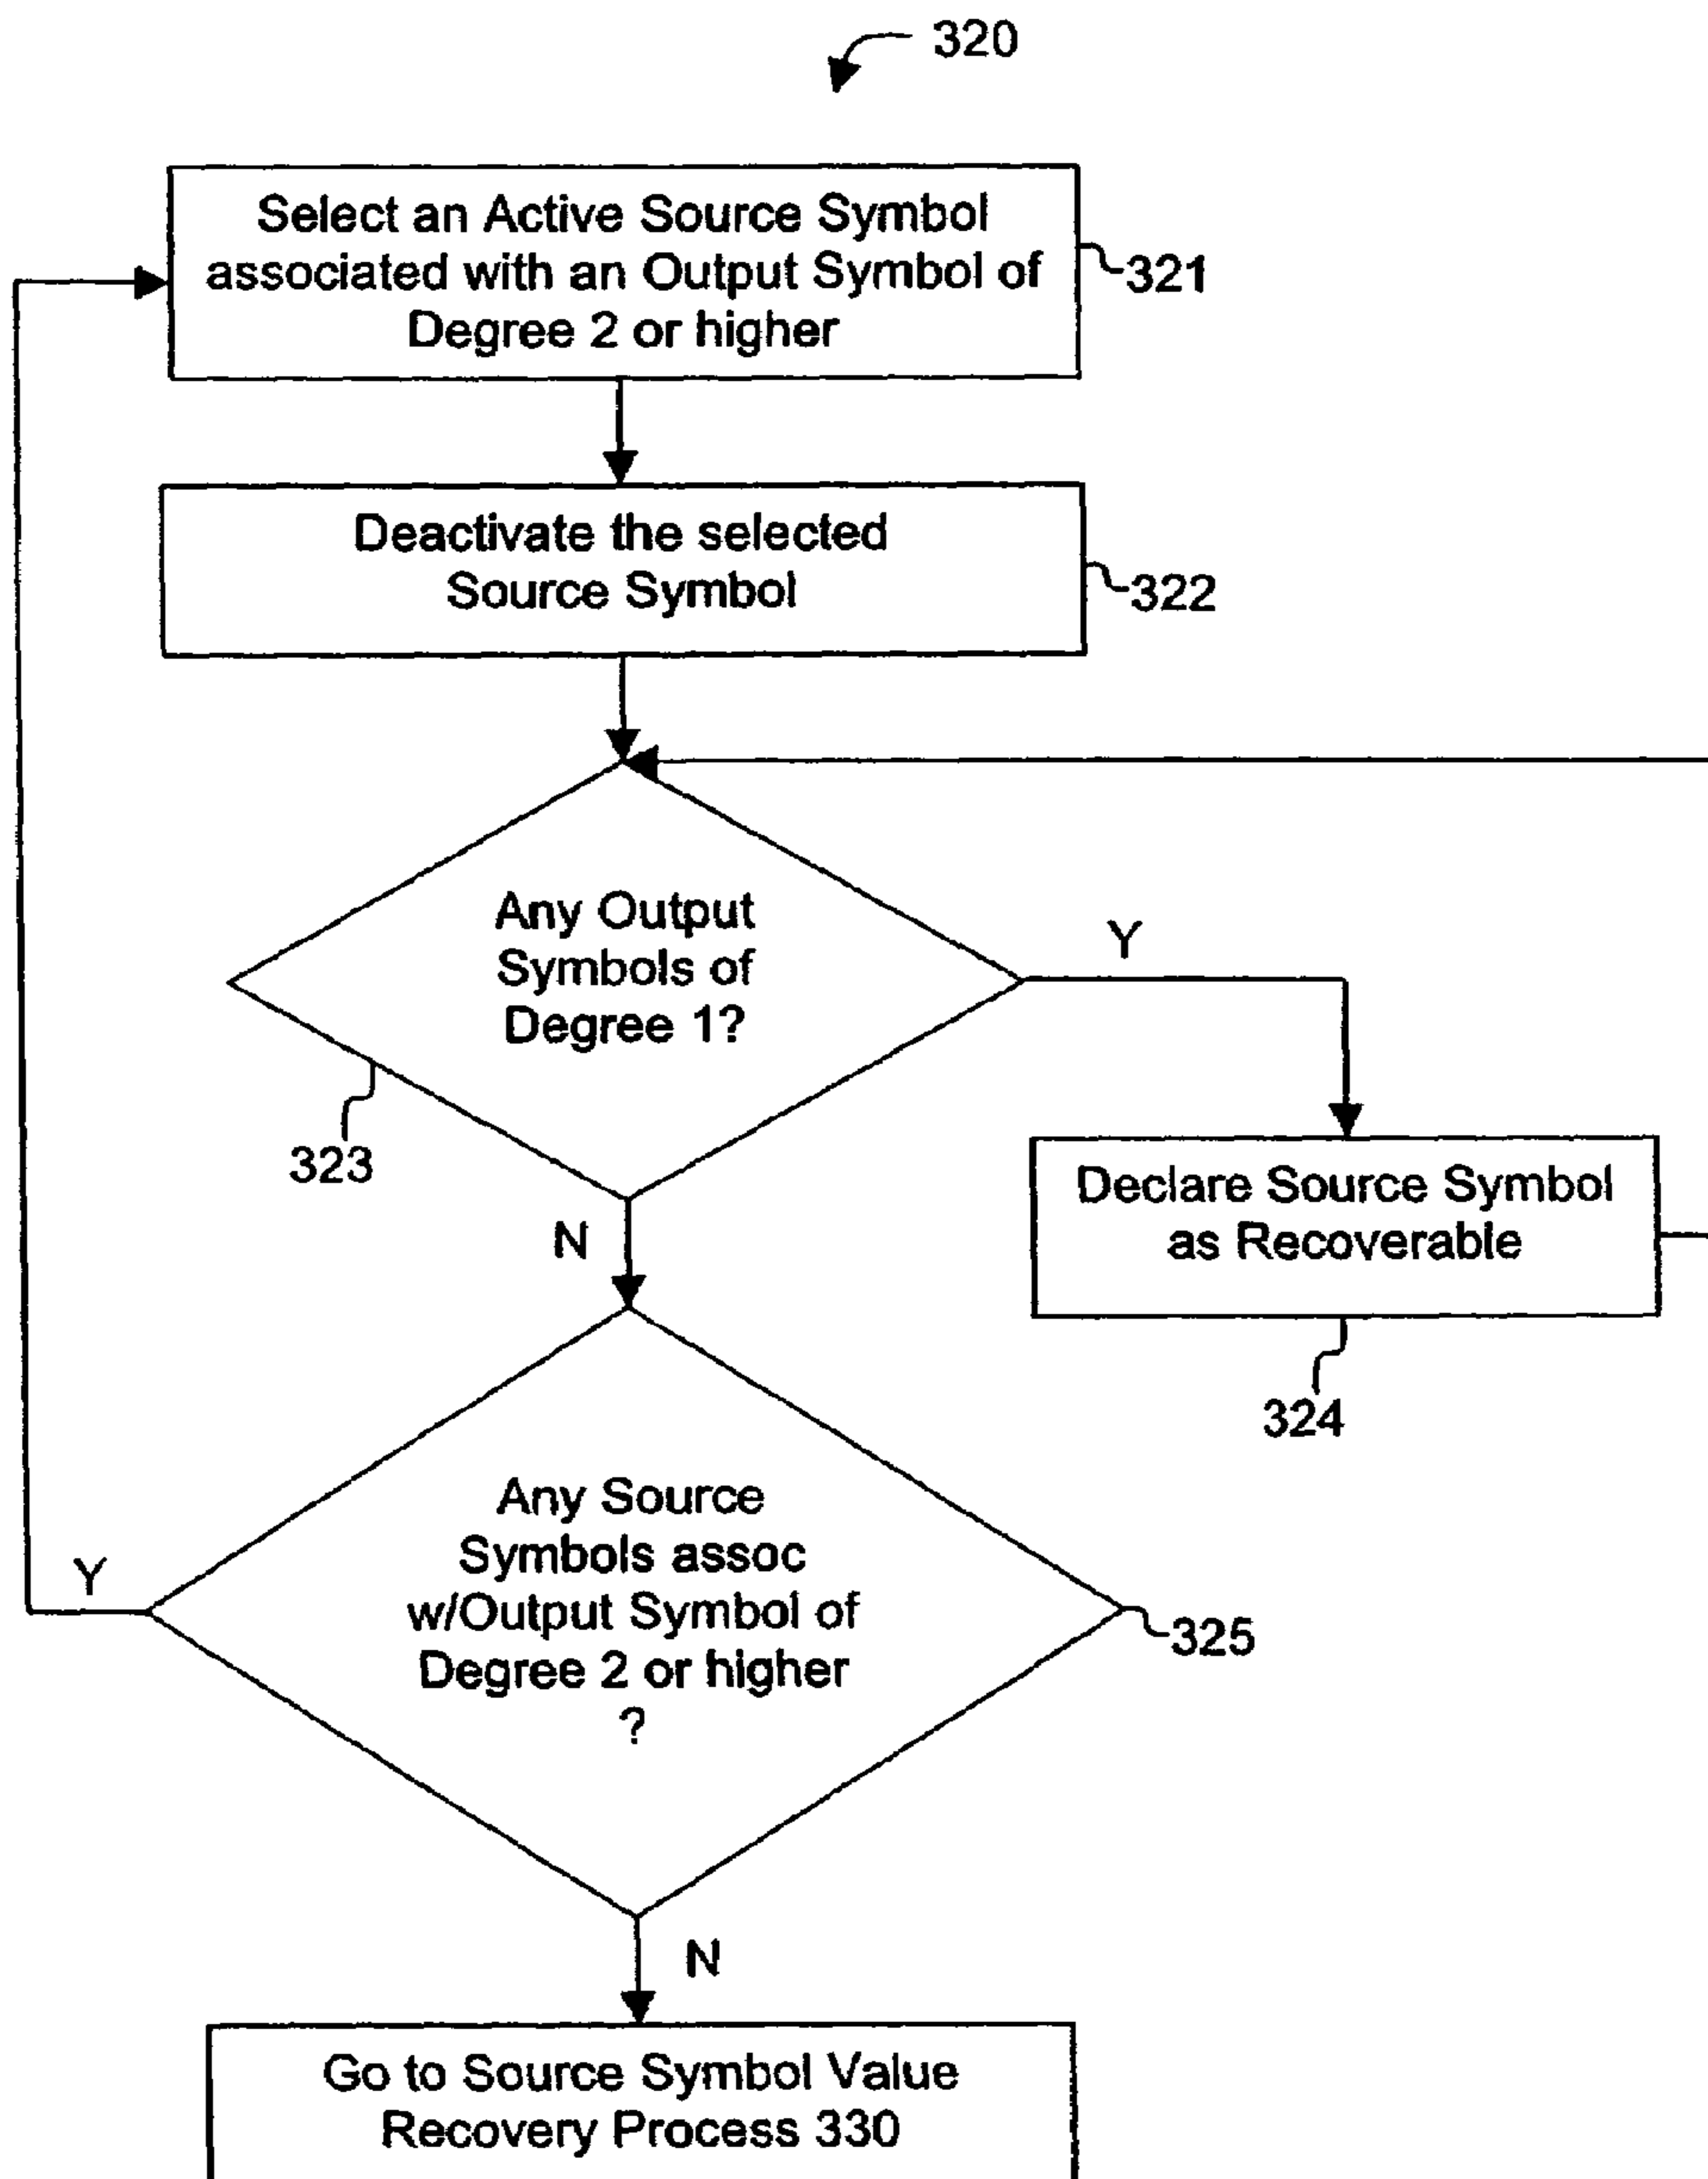 320
Select an Active Source Symbol
associated with an Output Symbol of
Degree 2 or higher
321
Deactivate the selected
Source Symbol
322
Any Output
Symbols of
Degree 1?
Y
323
N
Declare Source Symbol
as Recoverable
324
Any Source
Symbols assoc
w/Output Symbol of
Degree 2 or higher
?
Y
325
N
Go to Source Symbol Value
Recovery Process 330